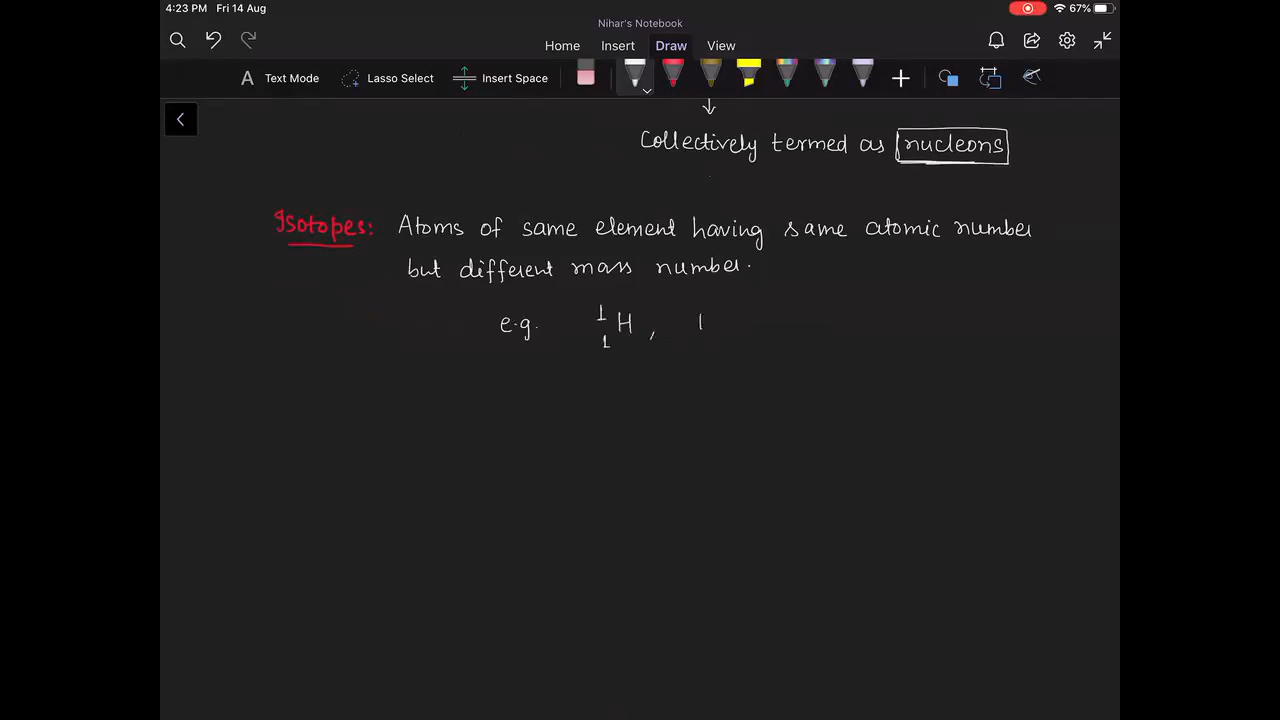 4:23 PM Fri 14 Aug
67%
Nihar's Notebook
Home Insert Draw View
A Text Mode Lasso Select Insert Space
Collectively termed as nucleons
Isotopes: Atoms of same element having same atomic number
but different mass number.
e.g. ¹₁H, I